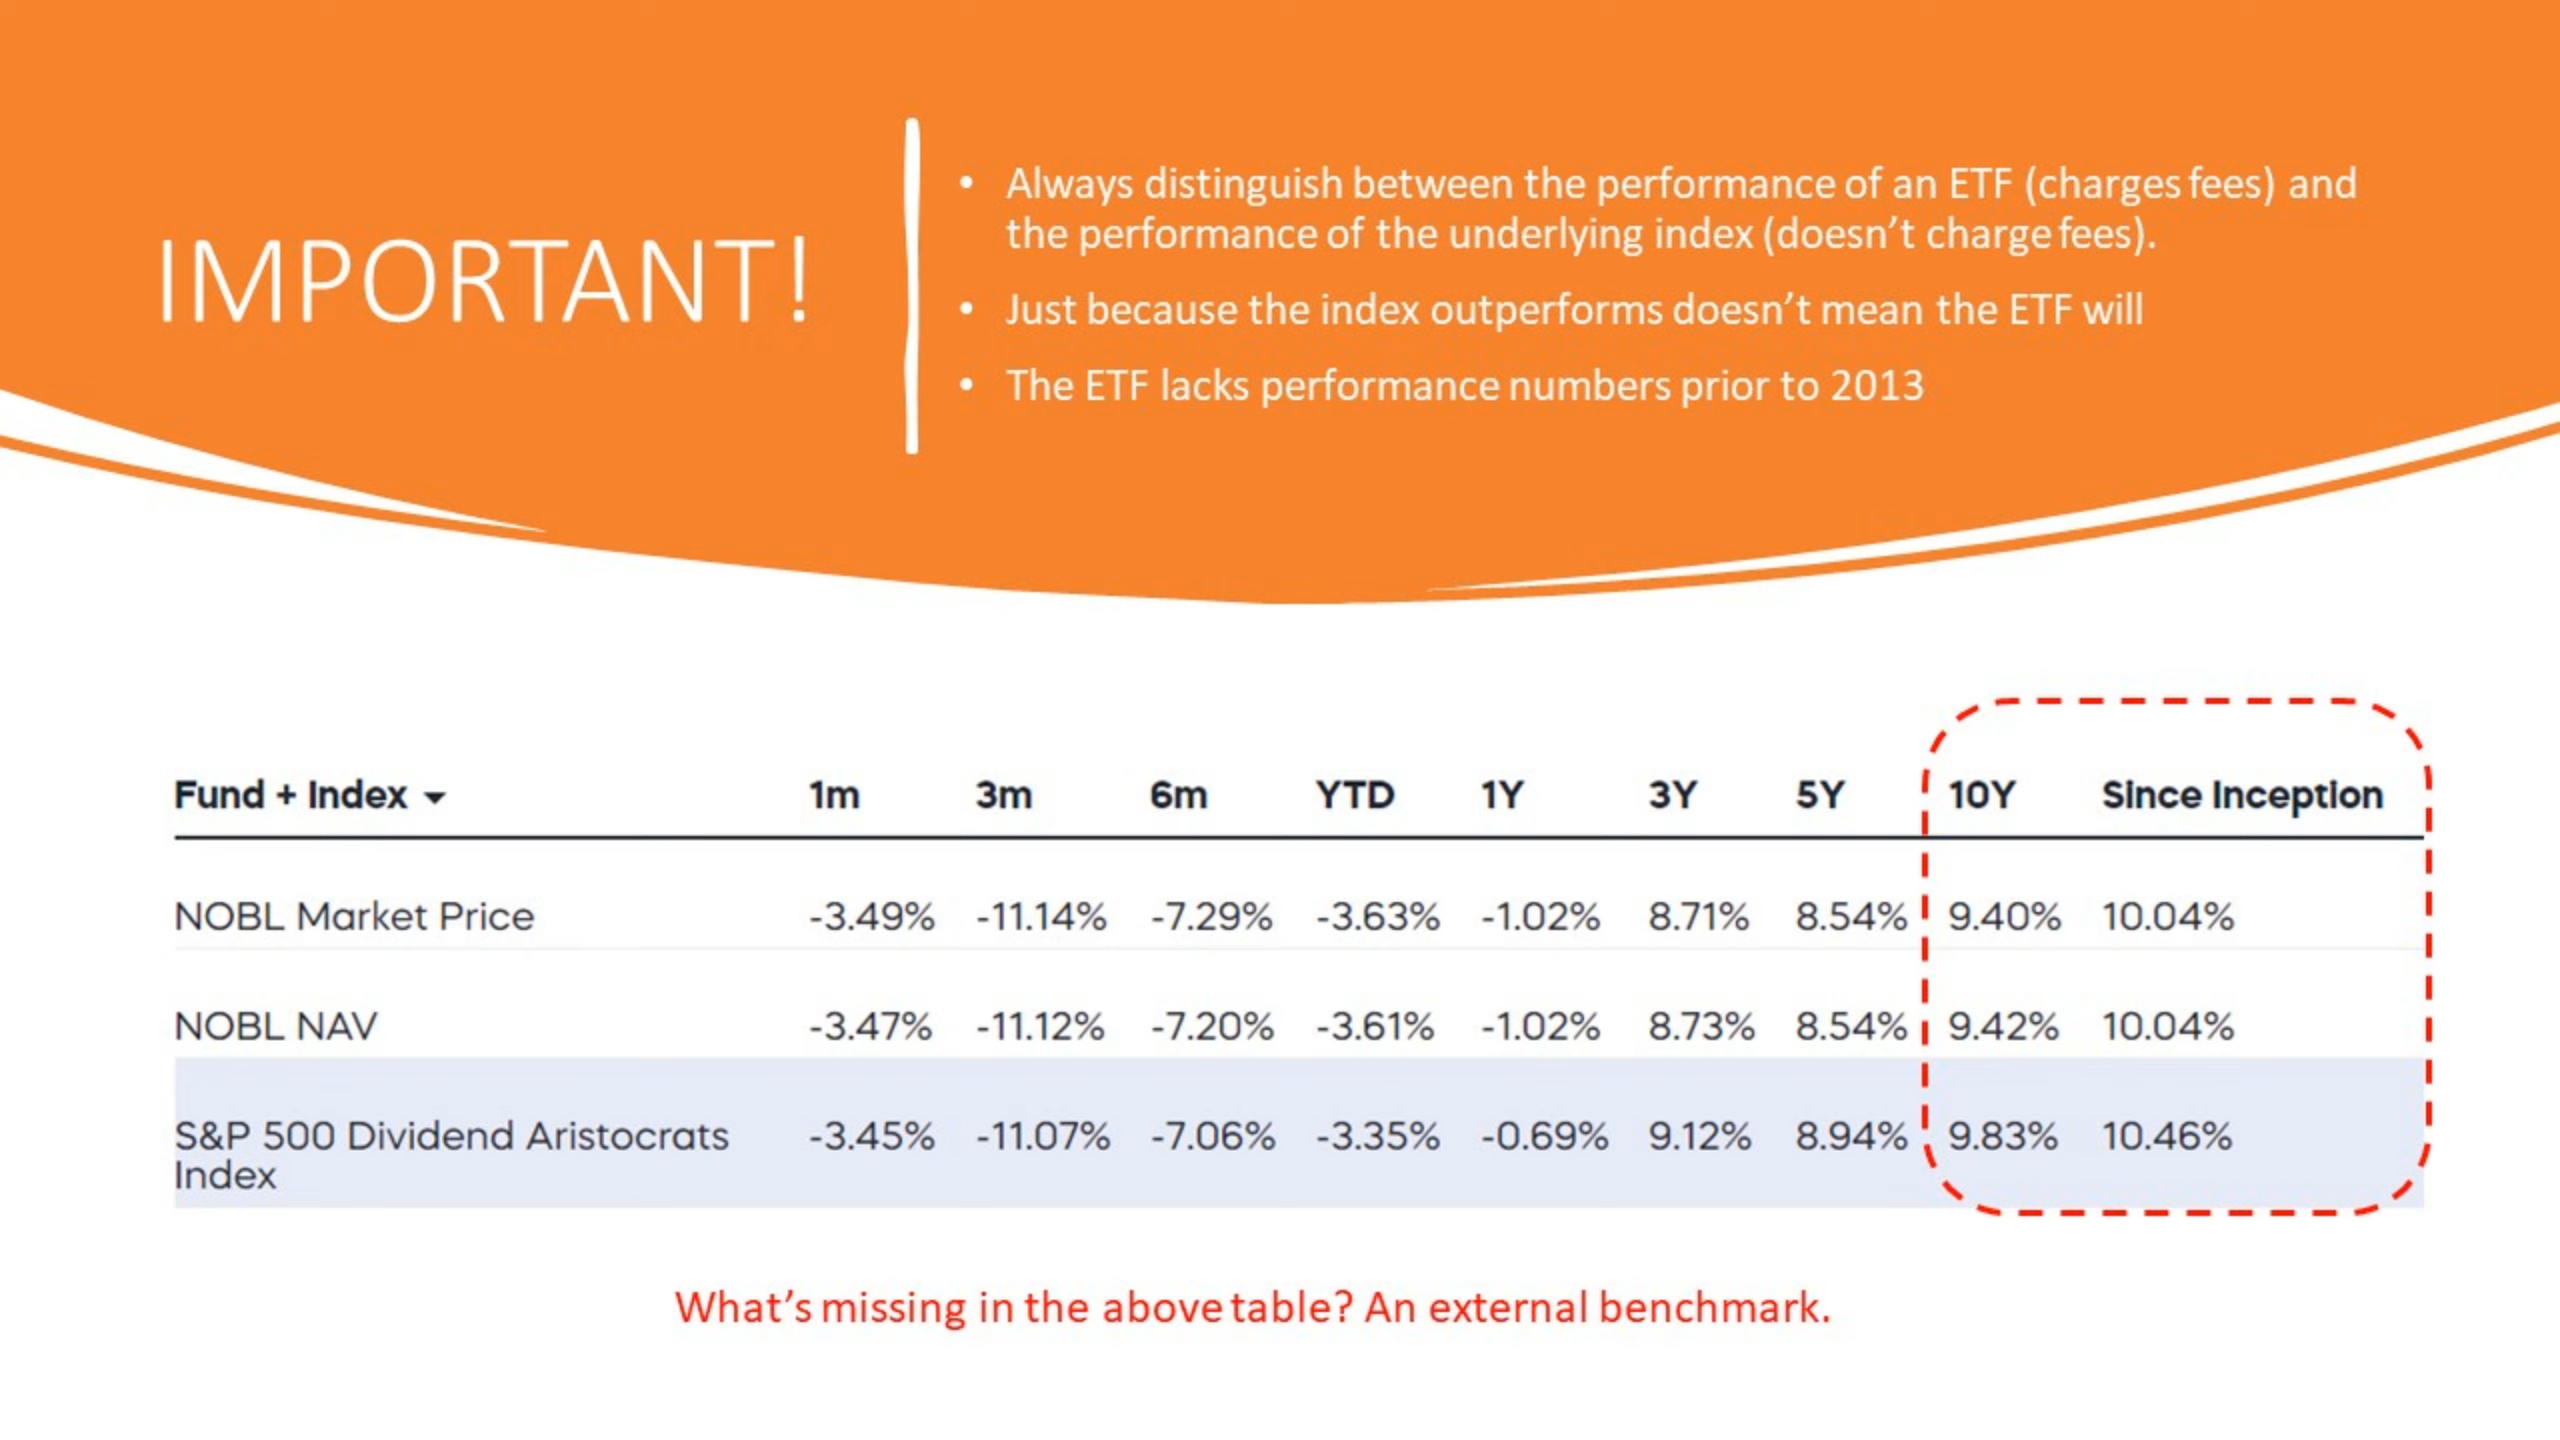 IMPORTANT!
• Always distinguish between the performance of an ETF (charges fees) and
the performance of the underlying index (doesn't charge fees).
• Just because the index outperforms doesn't mean the ETF will
• The ETF lacks performance numbers prior to 2013
Fund + Index 1m 3m 6m YTD 1Y 3Y 5Y 10Y Since Inception
NOBL Market Price -3.49% -11.14% -7.29% -3.63% -1.02% 8.71% 8.54% 9.40% 10.04%
NOBL NAV -3.47% -11.12% -7.20% -3.61% -1.02% 8.73% 8.54% 9.42% 10.04%
S&P 500 Dividend Aristocrats -3.45% -11.07% -7.06% -3.35% -0.69% 9.12% 8.94% 9.83% 10.46%
Index
What's missing in the above table? An external benchmark.